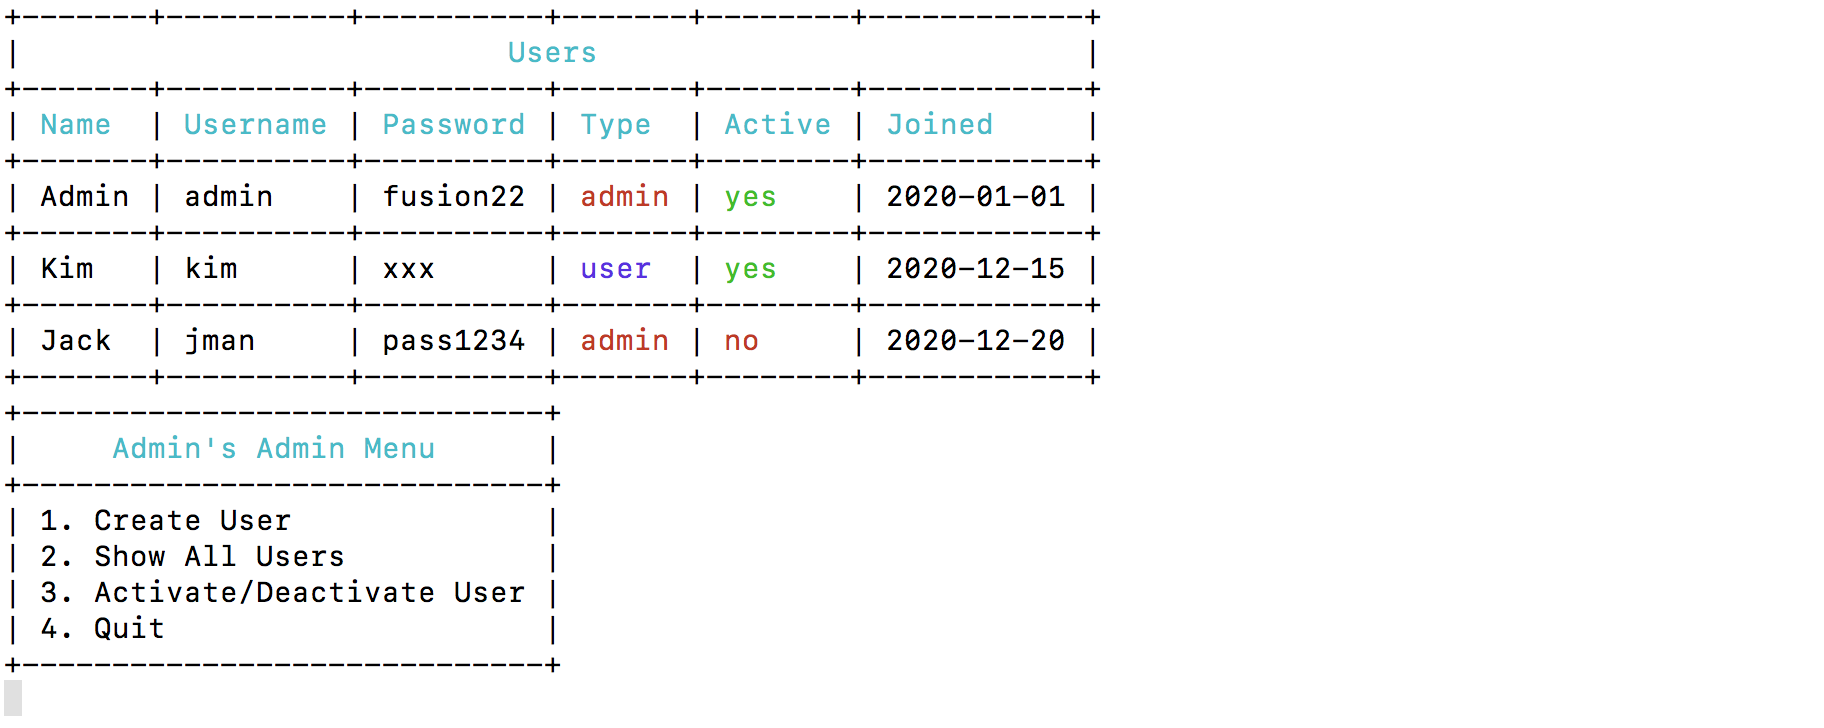 +-------+----------+----------+-------+--------+------------+
| Users |
+-------+----------+----------+-------+--------+------------+
| Name | Username | Password | Type | Active | Joined |
+-------+----------+----------+-------+--------+------------+
| Admin | admin | fusion22 | admin | yes | 2020-01-01 |
+-------+----------+----------+-------+--------+------------+
| Kim | kim | xxx | user | yes | 2020-12-15 |
+-------+----------+----------+-------+--------+------------+
| Jack | jman | pass1234 | admin | no | 2020-12-20 |
+-------+----------+----------+-------+--------+------------+
+-----------------------------+
| Admin's Admin Menu |
+-----------------------------+
| 1. Create User |
| 2. Show All Users |
| 3. Activate/Deactivate User |
| 4. Quit |
+-----------------------------+